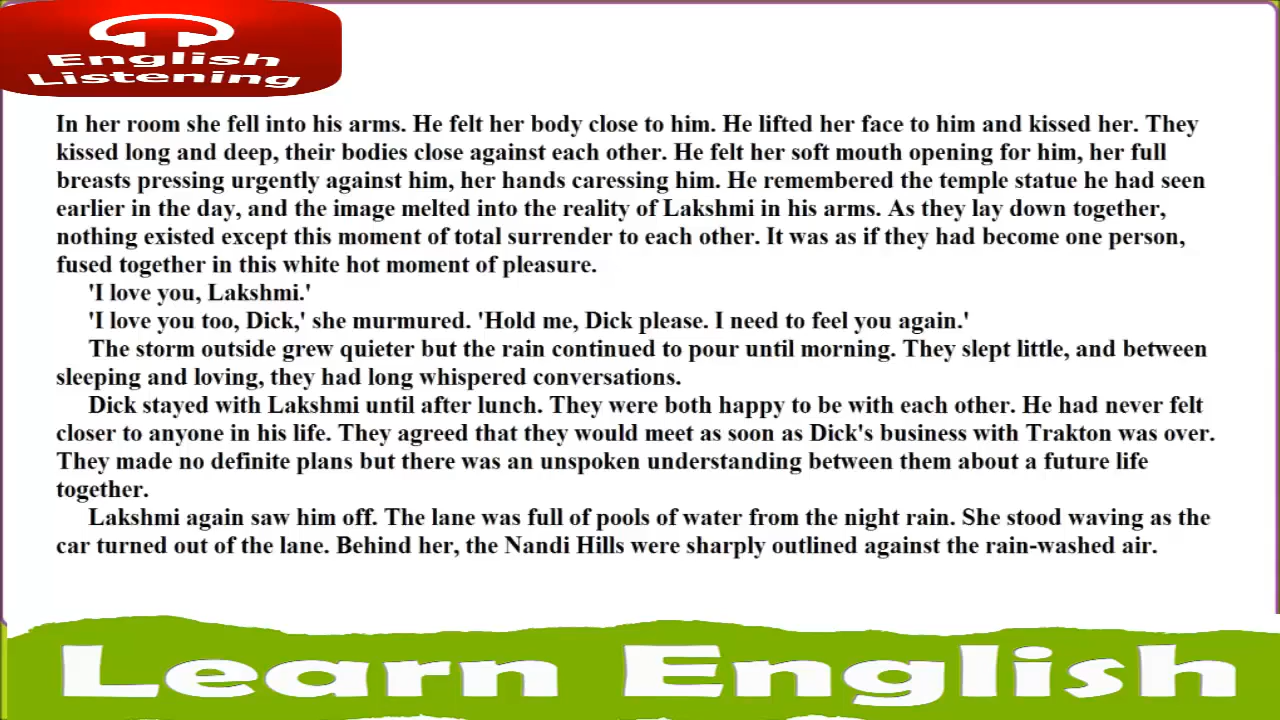 English
Listening
In her room she fell into his arms. He felt her body close to him. He lifted her face to him and kissed her. They
kissed long and deep, their bodies close against each other. He felt her soft mouth opening for him, her full
breasts pressing urgently against him, her hands caressing him. He remembered the temple statue he had seen
earlier in the day, and the image melted into the reality of Lakshmi in his arms. As they lay down together,
nothing existed except this moment of total surrender to each other. It was as if they had become one person,
fused together in this white hot moment of pleasure.
'I love you, Lakshmi.'
'I love you too, Dick,' she murmured. 'Hold me, Dick please. I need to feel you again.'
The storm outside grew quieter but the rain continued to pour until morning. They slept little, and between
sleeping and loving, they had long whispered conversations.
Dick stayed with Lakshmi until after lunch. They were both happy to be with each other. He had never felt
closer to anyone in his life. They agreed that they would meet as soon as Dick's business with Trakton was over.
They made no definite plans but there was an unspoken understanding between them about a future life
together.
Lakshmi again saw him off. The lane was full of pools of water from the night rain. She stood waving as the
car turned out of the lane. Behind her, the Nandi Hills were sharply outlined against the rain-washed air.
Learn English